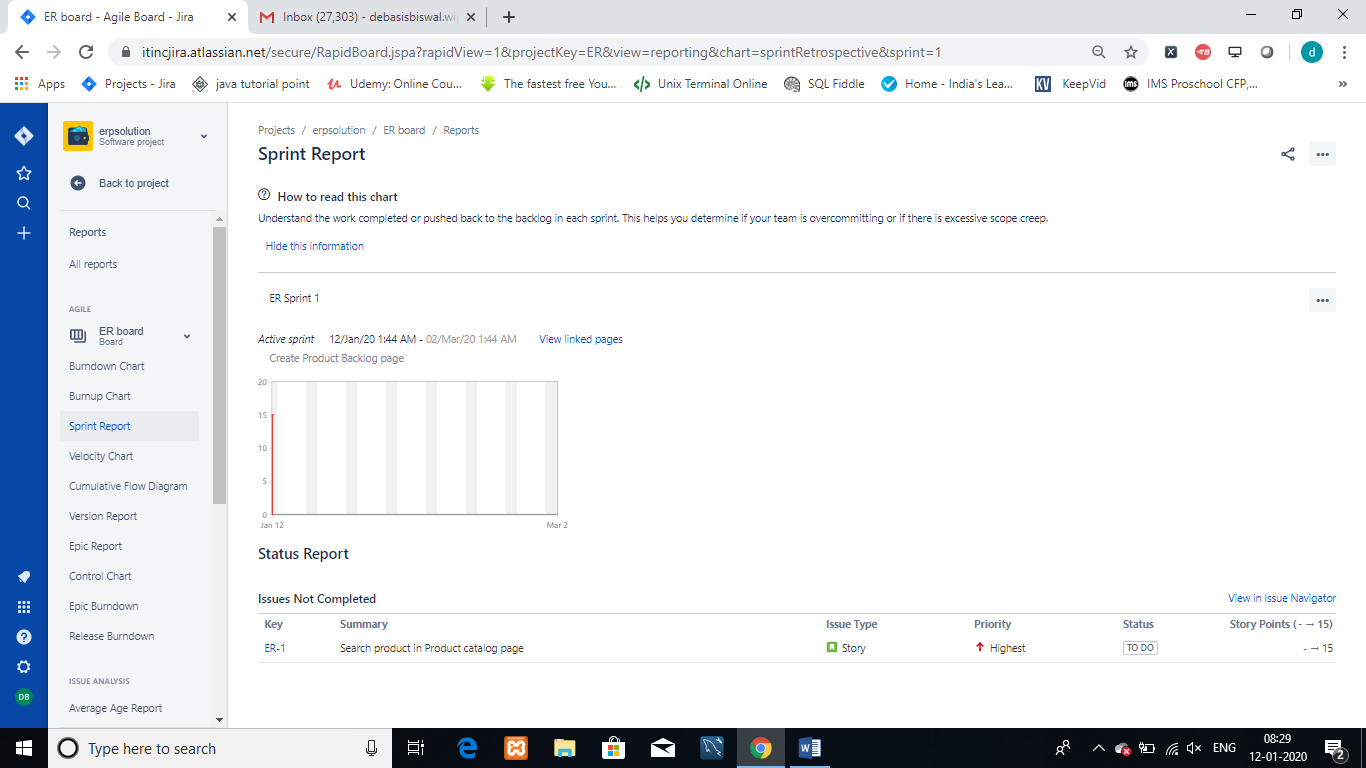 ER board - Agile Board - Jira
Inbox (27,303) - debasisbiswal.wi
itincjira.atlassian.net/secure/RapidBoard.jspa?rapidView=1&projectKey=ER&view=reporting&chart=sprintRetrospective&sprint=1
d
Apps Projects - Jira java tutorial point Udemy: Online Cou... The fastest free You... Unix Terminal Online SQL Fiddle Home - India's Lea... KV KeepVid ims IMS Proschool CFP,... »
erpsolution
Software project
Back to project
Reports
All reports
AGILE
ER board
Board
Burndown Chart
Burnup Chart
Sprint Report
Velocity Chart
Cumulative Flow Diagram
Version Report
Epic Report
Control Chart
Epic Burndown
Release Burndown
ISSUE ANALYSIS
Average Age Report
DB
Projects / erpsolution / ER board / Reports
Sprint Report
How to read this chart
Understand the work completed or pushed back to the backlog in each sprint. This helps you determine if your team is overcommitting or if there is excessive scope creep.
Hide this information
ER Sprint 1
Active sprint 12/Jan/20 1:44 AM - 02/Mar/20 1:44 AM View linked pages
Create Product Backlog page
20
15
10
5
0
Jan 12 Mar 2
Status Report
Issues Not Completed View in Issue Navigator
Key Summary Issue Type Priority Status Story Points (- → 15)
ER-1 Search product in Product catalog page Story Highest TO DO - → 15
Type here to search
ENG
08:29
12-01-2020
2